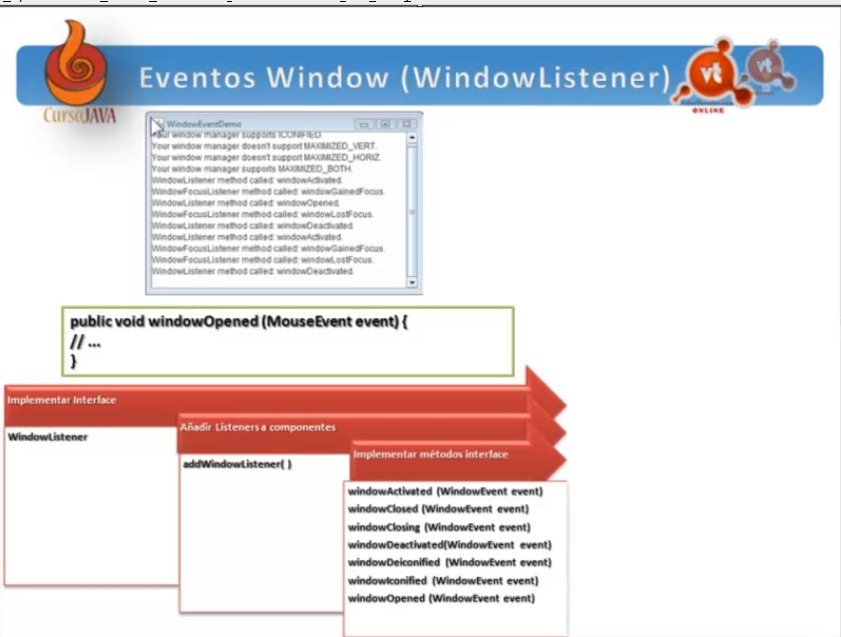 Eventos Window (WindowListener)
CursoJAVA
vt
vt
ONLINE
WindowEventDemo
Your window manager supports ICONIFIED.
Your window manager doesn't support MAXIMIZED_VERT.
Your window manager doesn't support MAXIMIZED_HORIZ.
Your window manager supports MAXIMIZED_BOTH.
WindowListener method called: windowActivated.
WindowFocusListener method called: windowGainedFocus.
WindowListener method called: windowOpened.
WindowFocusListener method called: windowLostFocus.
WindowListener method called: windowDeactivated.
WindowListener method called: windowActivated.
WindowFocusListener method called: windowGainedFocus.
WindowFocusListener method called: windowLostFocus.
WindowListener method called: windowDeactivated.
public void windowOpened (MouseEvent event) {
// ...
}
Implementar Interface
WindowListener
Añadir Listeners a componentes
addWindowListener( )
Implementar métodos interface
windowActivated (WindowEvent event)
windowClosed (WindowEvent event)
windowClosing (WindowEvent event)
windowDeactivated(WindowEvent event)
windowDeiconified (WindowEvent event)
windowIconified (WindowEvent event)
windowOpened (WindowEvent event)